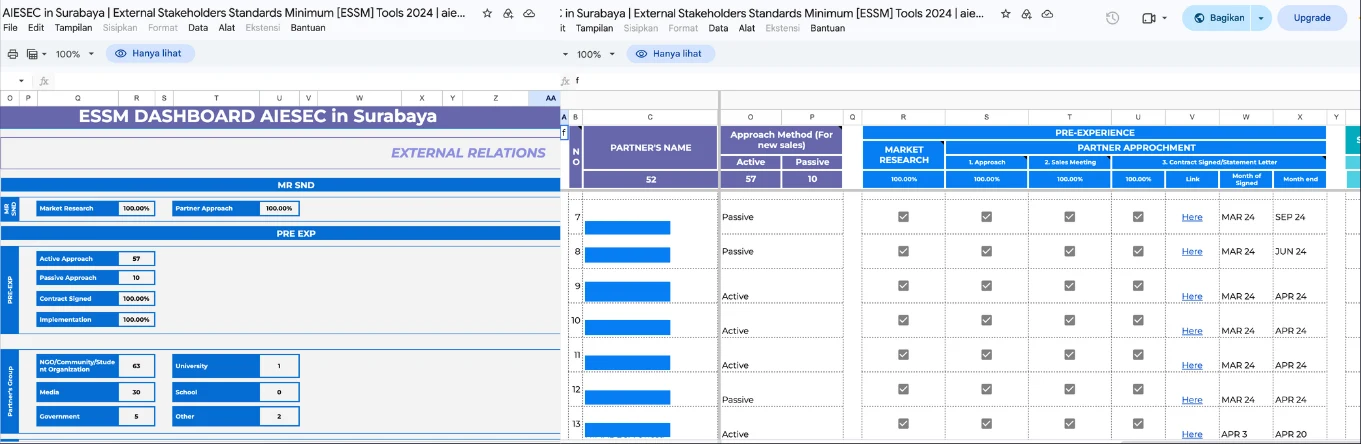 AIESEC in Surabaya | External Stakeholders Standards Minimum [ESSM] Tools 2024 | aie...
File Edit Tampilan Sisipkan Format Data Alat Ekstensi Bantuan
100% Hanya lihat
fx
O P Q R S T U V W X Y Z AA
ESSM DASHBOARD AIESEC in Surabaya
EXTERNAL RELATIONS
MR SND
MR SND
Market Research 100.00% Partner Approach 100.00%
PRE EXP
PRE-EXP
Active Approach 57
Passive Approach 10
Contract Signed 100.00%
Implementation 100.00%
Partner's Group
NGO/Community/Stude
nt Organization 63 University 1
Media 30 School 0
Government 5 Other 2
C in Surabaya | External Stakeholders Standards Minimum [ESSM] Tools 2024 | aie...
it Tampilan Sisipkan Format Data Alat Ekstensi Bantuan
Bagikan Upgrade
100% Hanya lihat
fx f
A B C O P Q R S T U V W X Y
f
N
O
PARTNER'S NAME
52
Approach Method (For
new sales)
Active Passive
57 10
PRE-EXPERIENCE
MARKET
RESEARCH
PARTNER APPROCHMENT
1. Approach 2. Sales Meeting 3. Contract Signed/Statement Letter
100.00% 100.00% 100.00% 100.00% Link Month of
Signed Month end
7 Passive Here MAR 24 SEP 24
8 Passive Here MAR 24 JUN 24
9 Active Here MAR 24 APR 24
10 Active Here MAR 24 APR 24
11 Active Here MAR 24 APR 24
12 Passive Here MAR 24 APR 24
13 Active Here APR 3 APR 20